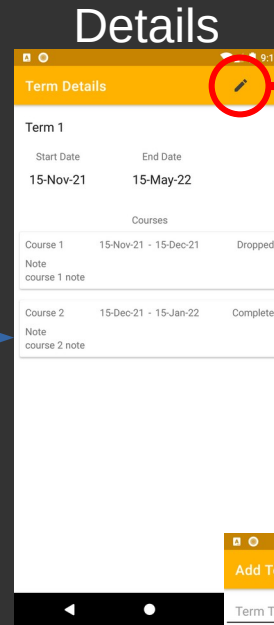 Details
9:1
Term Details
Term 1
Start Date End Date
15-Nov-21 15-May-22
Courses
Course 1 15-Nov-21 - 15-Dec-21 Dropped
Note
course 1 note
Course 2 15-Dec-21 - 15-Jan-22 Complete
Note
course 2 note
A
Add T
Term T